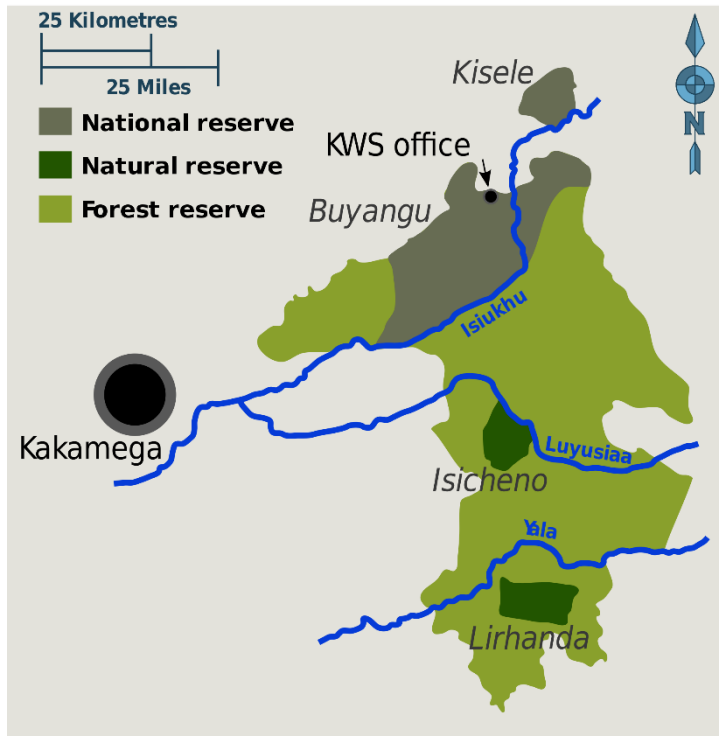 25 Kilometres
25 Miles
National reserve
Natural reserve
Forest reserve
Kisele
KWS office
Buyangu
N
Isiukhu
Kakamega
Luyusiaa
Isicheno
Yala
Lirhanda